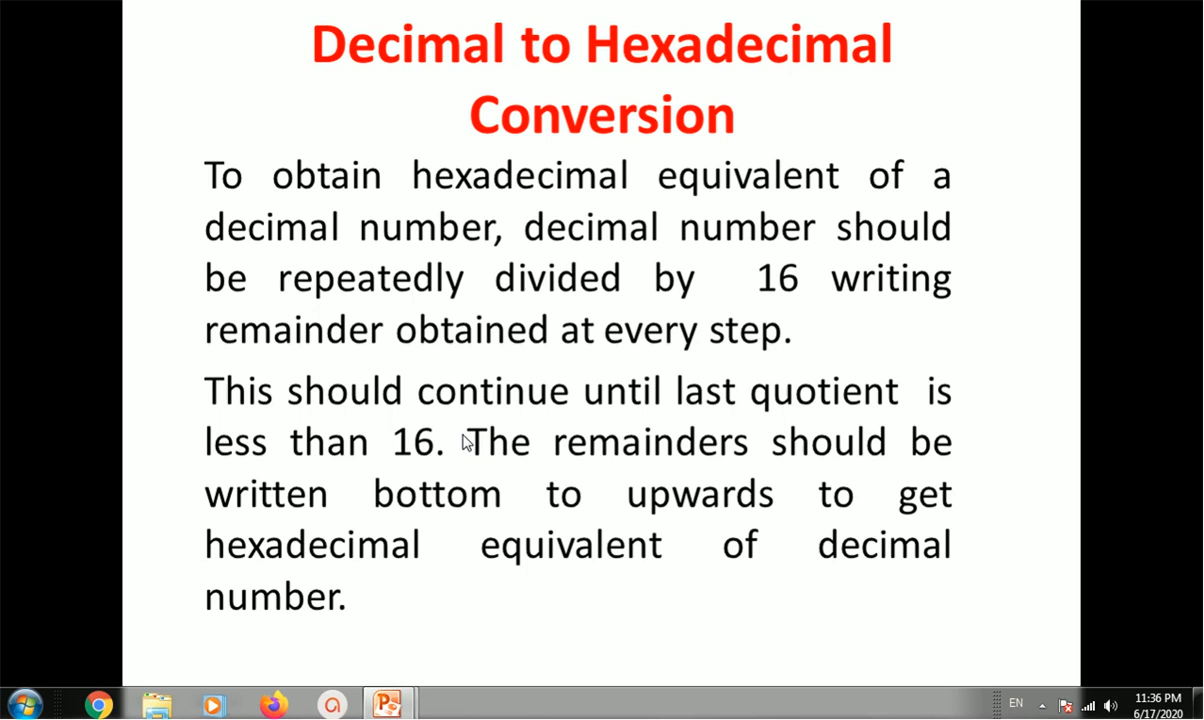 Decimal to Hexadecimal
Conversion
To obtain hexadecimal equivalent of a
decimal number, decimal number should
be repeatedly divided by 16 writing
remainder obtained at every step.
This should continue until last quotient is
less than 16. The remainders should be
written bottom to upwards to get
hexadecimal equivalent of decimal
number.
EN
11:36 PM
6/17/2020